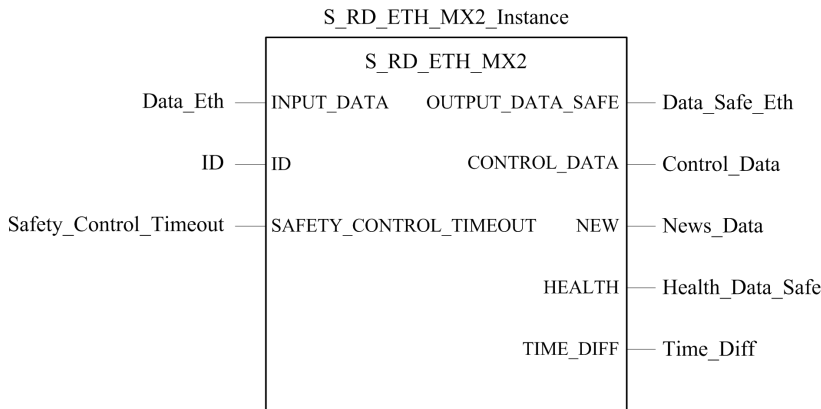 S_RD_ETH_MX2_Instance
S_RD_ETH_MX2
Data_Eth INPUT_DATA OUTPUT_DATA_SAFE Data_Safe_Eth
ID ID CONTROL_DATA Control_Data
Safety_Control_Timeout SAFETY_CONTROL_TIMEOUT NEW News_Data
HEALTH Health_Data_Safe
TIME_DIFF Time_Diff